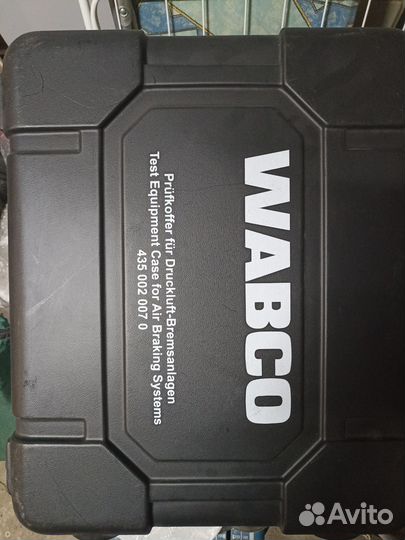 WABCO
Prüfkoffer für Druckluft-Bremsanlagen
Test Equipment Case for Air Braking Systems
435 002 007 0
Avito